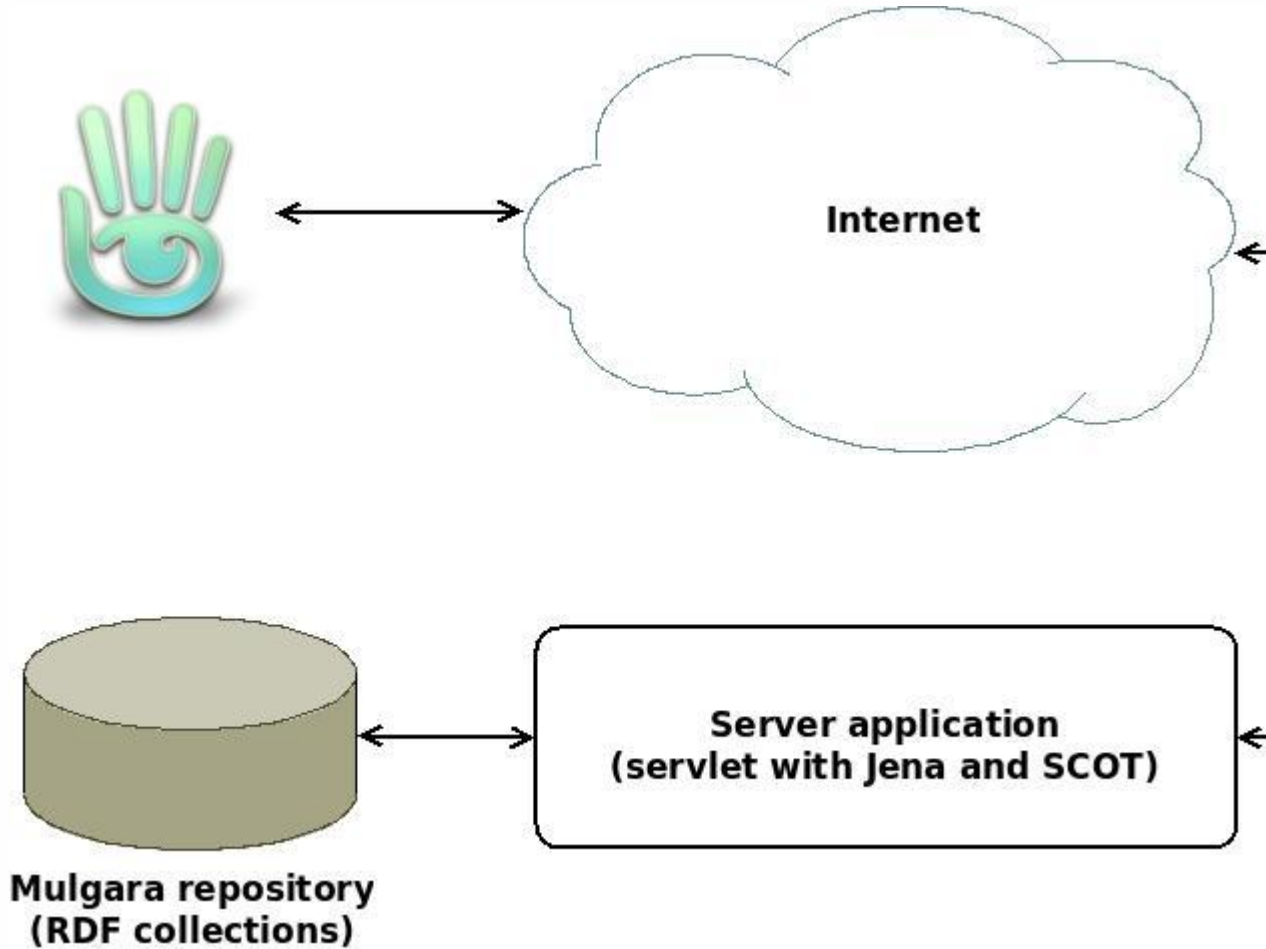 Internet
Server application
(servlet with Jena and SCOT)
Mulgara repository
(RDF collections)